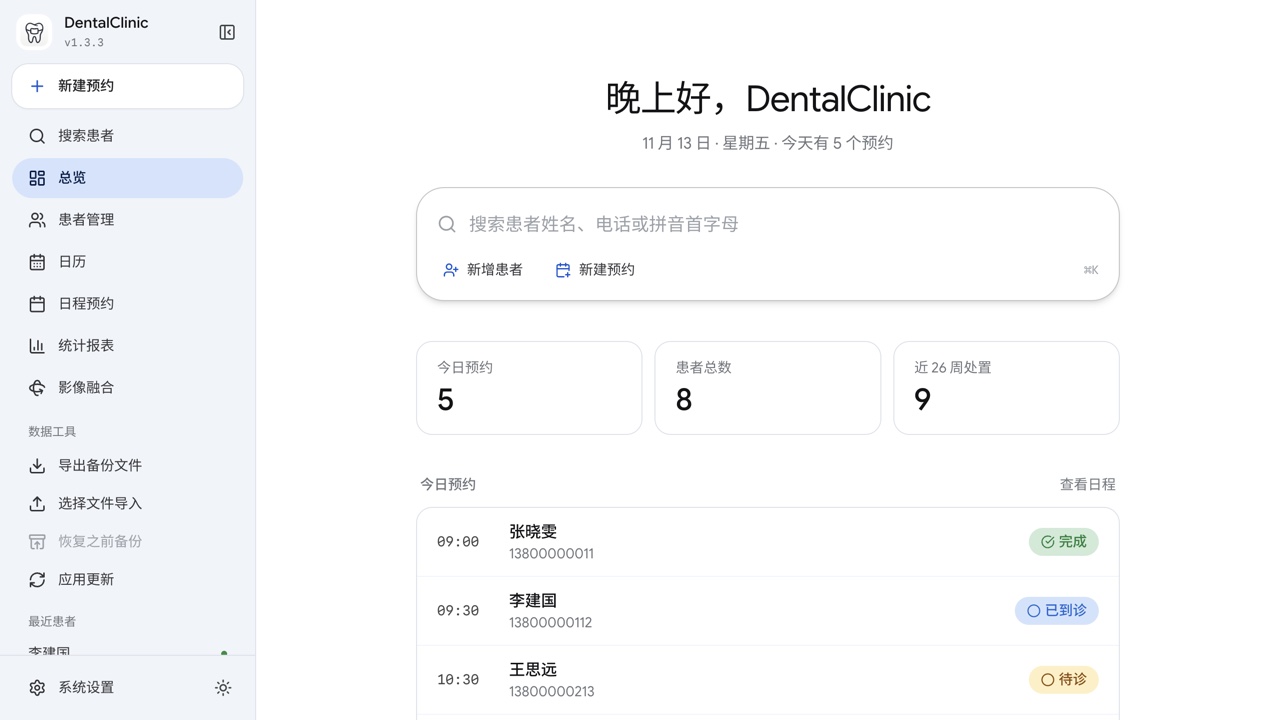 DentalClinic
v1.3.3
新建预约
搜索患者
总览
患者管理
日历
日程预约
统计报表
影像融合
数据工具
导出备份文件
选择文件导入
恢复之前备份
应用更新
最近患者
李建国
系统设置
晚上好，DentalClinic
11 月 13 日 · 星期五 · 今天有 5 个预约
搜索患者姓名、电话或拼音首字母
新增患者 新建预约 ⌘K
今日预约
5
患者总数
8
近 26 周处置
9
今日预约 查看日程
09:00 张晓雯 完成
13800000011
09:30 李建国 已到诊
13800000112
10:30 王思远 待诊
13800000213